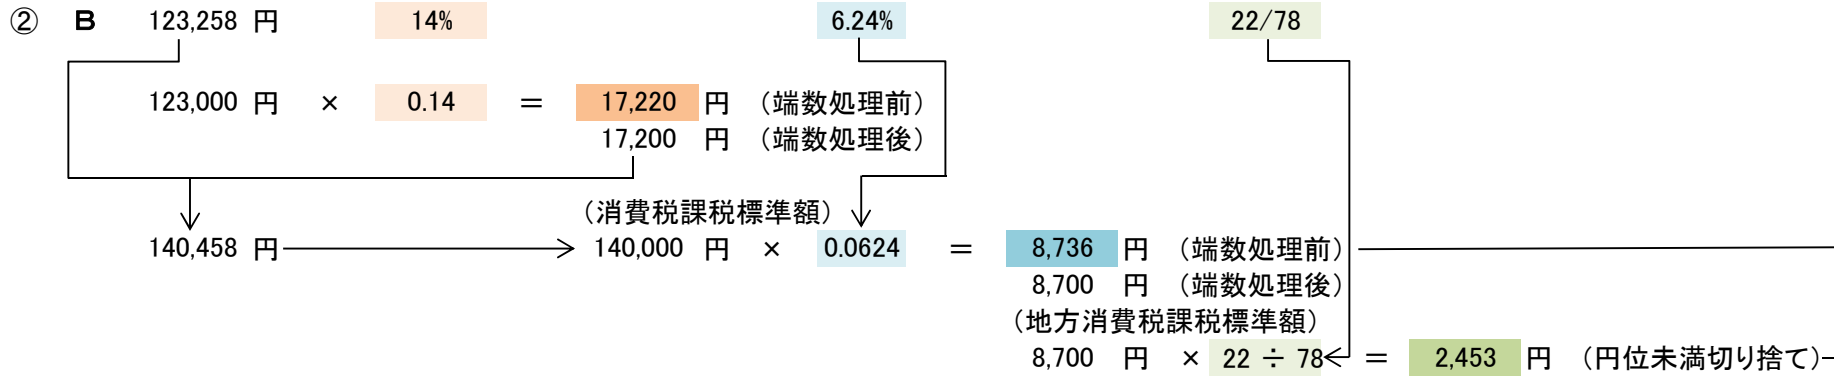 ② B 123,258 円 14% 6.24% 22/78
123,000 円 × 0.14 = 17,220 円 （端数処理前）
17,200 円 （端数処理後）
（消費税課税標準額）
140,458 円 140,000 円 × 0.0624 = 8,736 円 （端数処理前）
8,700 円 （端数処理後）
（地方消費税課税標準額）
8,700 円 × 22 ÷ 78 = 2,453 円 （円位未満切り捨て）